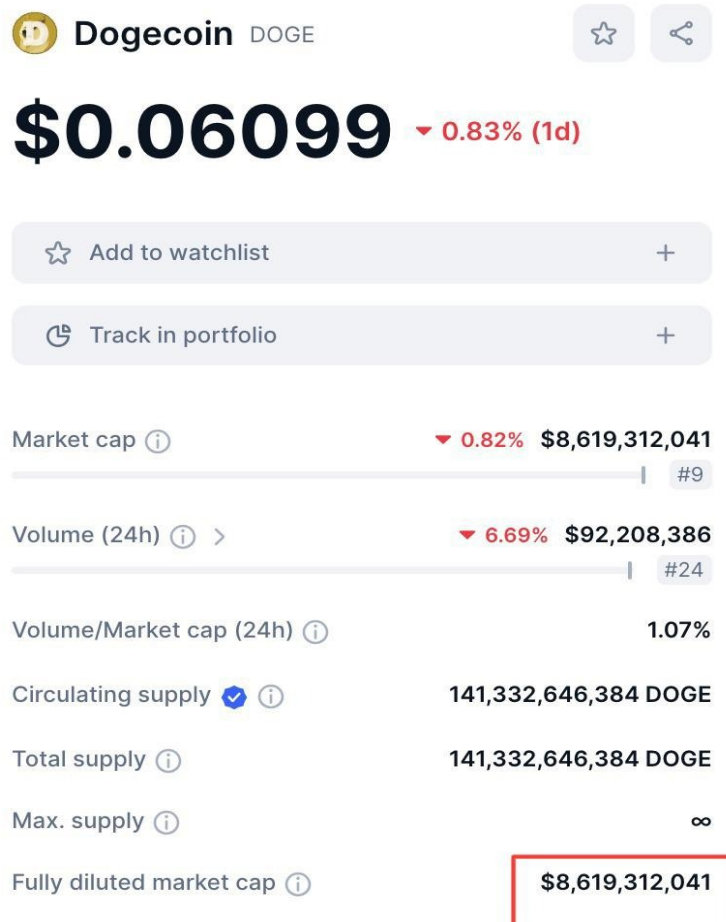 Dogecoin DOGE
$0.06099 0.83% (1d)
Add to watchlist +
Track in portfolio +
Market cap 0.82% $8,619,312,041
#9
Volume (24h) > 6.69% $92,208,386
#24
Volume/Market cap (24h) 1.07%
Circulating supply 141,332,646,384 DOGE
Total supply 141,332,646,384 DOGE
Max. supply ∞
Fully diluted market cap $8,619,312,041